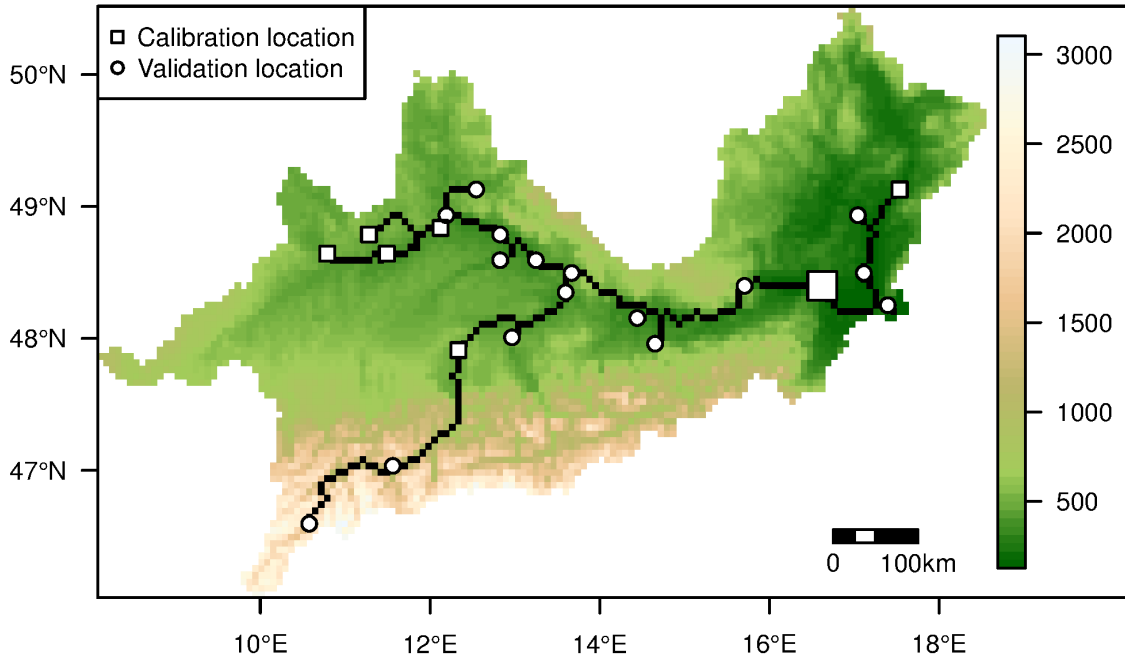 Calibration location
Validation location
50°N
49°N
48°N
47°N
10°E
12°E
14°E
16°E
18°E
0
100km
3000
2500
2000
1500
1000
500